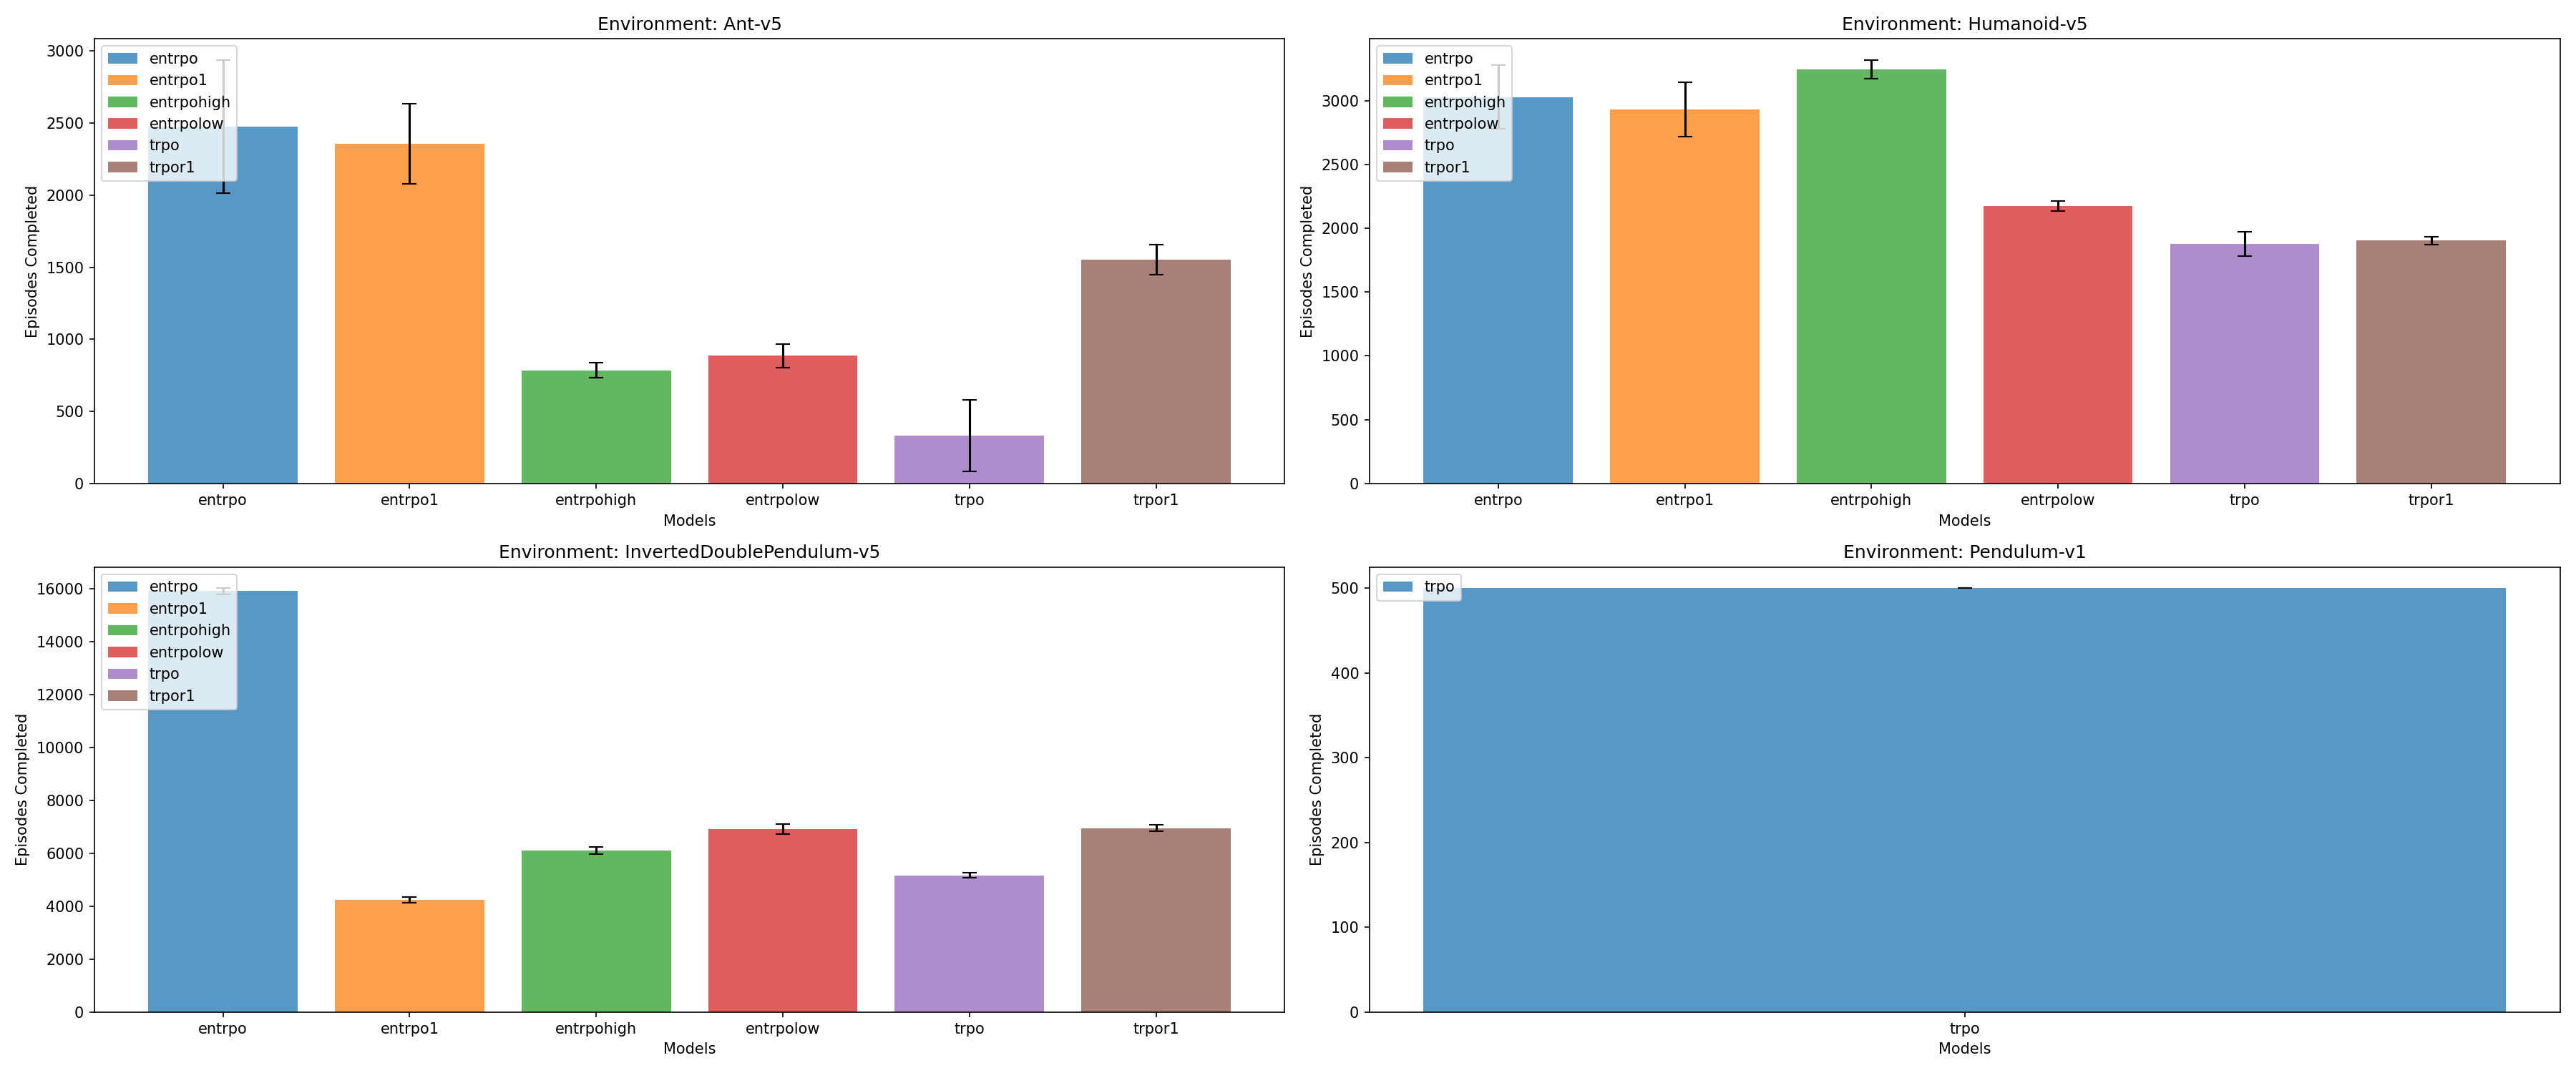 Environment: Ant-v5
3000
2500
2000
1500
1000
500
0
Episodes Completed
entrpo
entrpo1
entrpohigh
entrpolow
trpo
trpor1
entrpo entrpo1 entrpohigh entrpolow trpo trpor1
Models
Environment: Humanoid-v5
3000
2500
2000
1500
1000
500
0
Episodes Completed
entrpo
entrpo1
entrpohigh
entrpolow
trpo
trpor1
entrpo entrpo1 entrpohigh entrpolow trpo trpor1
Models
Environment: InvertedDoublePendulum-v5
16000
14000
12000
10000
8000
6000
4000
2000
0
Episodes Completed
entrpo
entrpo1
entrpohigh
entrpolow
trpo
trpor1
entrpo entrpo1 entrpohigh entrpolow trpo trpor1
Models
Environment: Pendulum-v1
500
400
300
200
100
0
Episodes Completed
trpo
trpo
Models